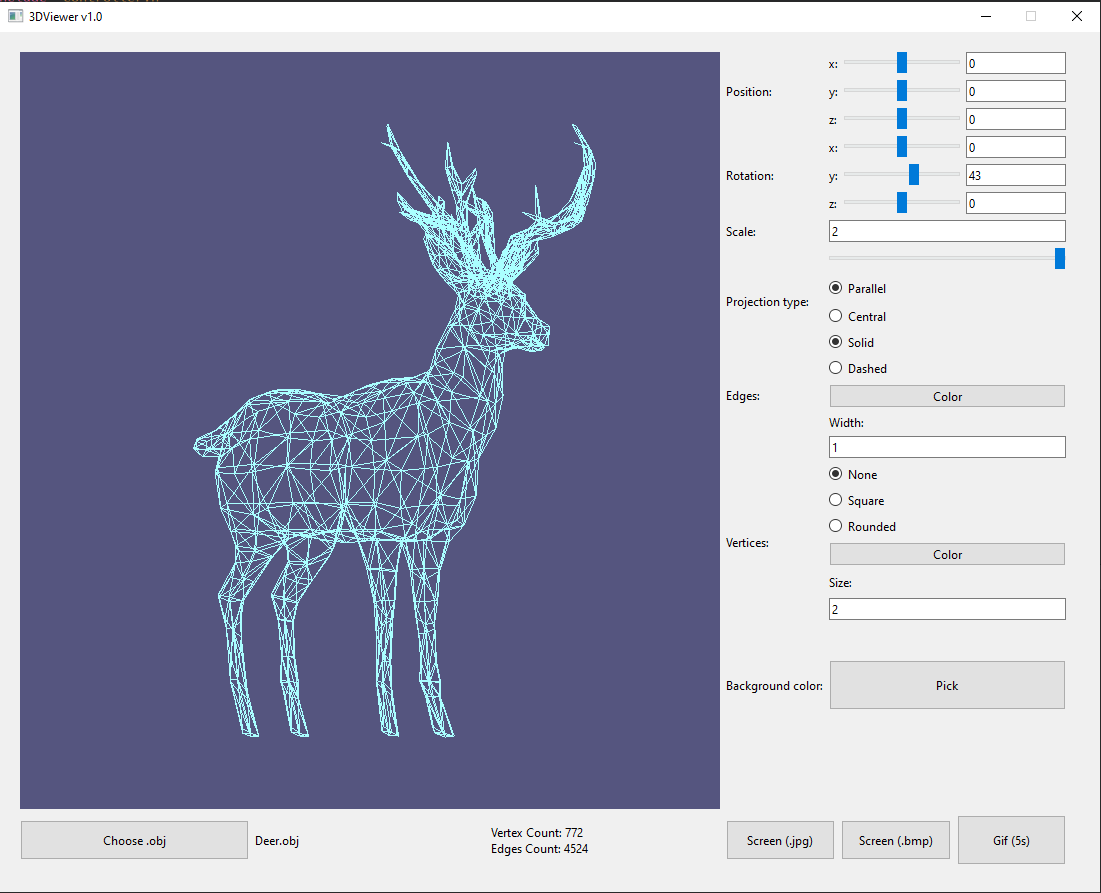 3DViewer v1.0
Position:
x:
0
y:
0
z:
0
Rotation:
x:
0
y:
43
z:
0
Scale:
2
Projection type:
Parallel
Central
Edges:
Solid
Dashed
Color
Width:
1
Vertices:
None
Square
Rounded
Color
Size:
2
Background color:
Pick
Choose .obj
Deer.obj
Vertex Count: 772
Edges Count: 4524
Screen (.jpg)
Screen (.bmp)
Gif (5s)